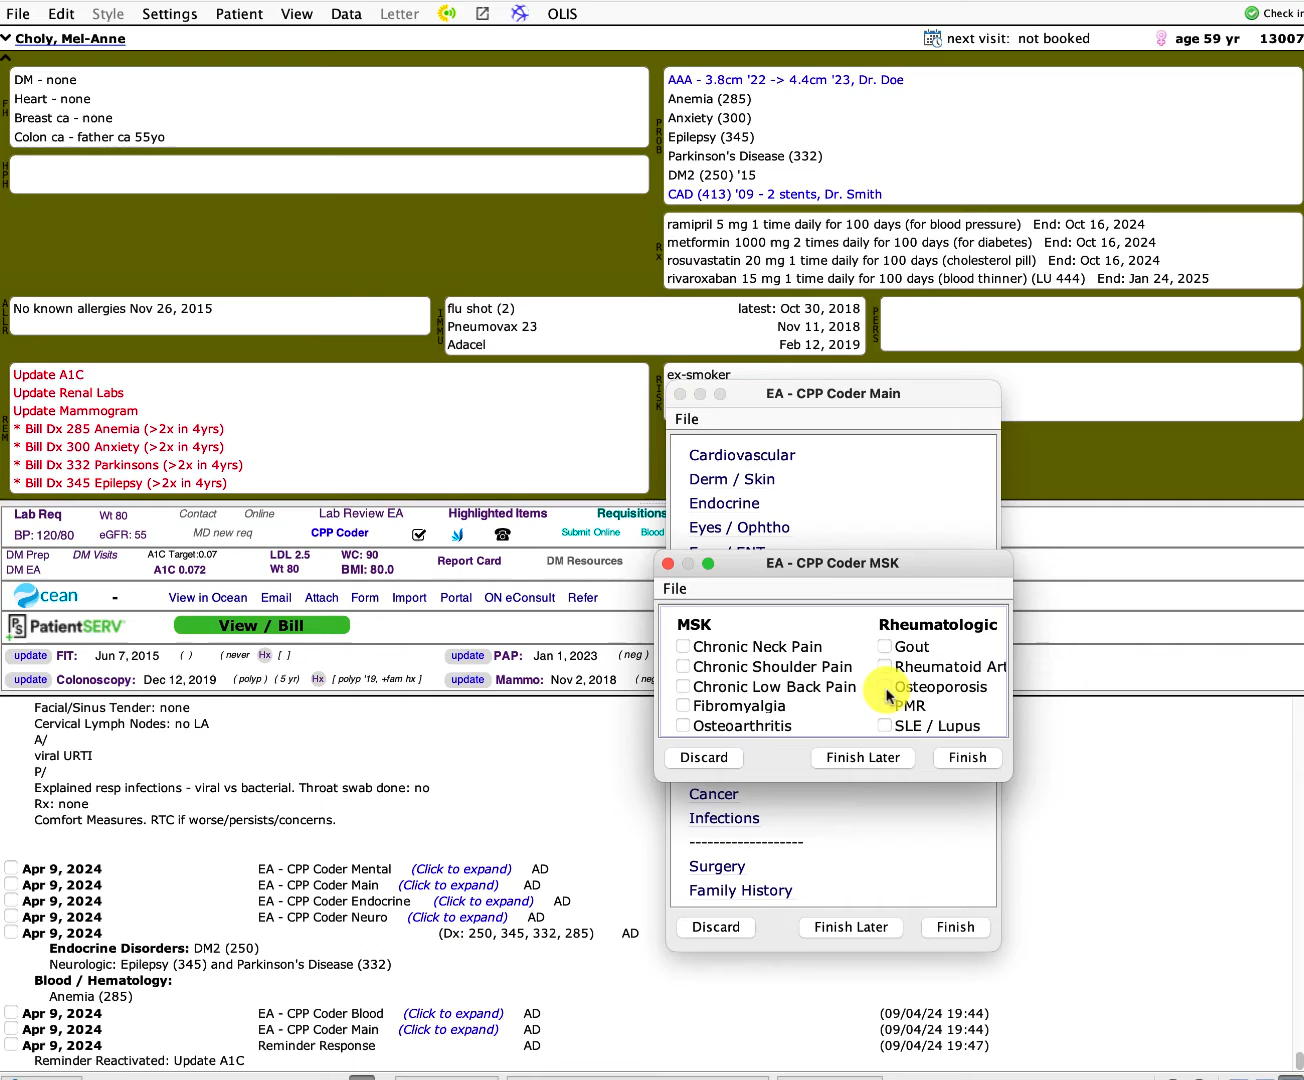 File Edit Style Settings Patient View Data Letter OLIS Check in
Choly, Mel-Anne next visit: not booked age 59 yr 13007
FH
DM - none
Heart - none
Breast ca - none
Colon ca - father ca 55yo
HPH
PROB
AAA - 3.8cm '22 -> 4.4cm '23, Dr. Doe
Anemia (285)
Anxiety (300)
Epilepsy (345)
Parkinson's Disease (332)
DM2 (250) '15
CAD (413) '09 - 2 stents, Dr. Smith
Rx
ramipril 5 mg 1 time daily for 100 days (for blood pressure) End: Oct 16, 2024
metformin 1000 mg 2 times daily for 100 days (for diabetes) End: Oct 16, 2024
rosuvastatin 20 mg 1 time daily for 100 days (cholesterol pill) End: Oct 16, 2024
rivaroxaban 15 mg 1 time daily for 100 days (blood thinner) (LU 444) End: Jan 24, 2025
ALLR
No known allergies Nov 26, 2015
IMMU
flu shot (2) latest: Oct 30, 2018
Pneumovax 23 Nov 11, 2018
Adacel Feb 12, 2019
PERS
REM
Update A1C
Update Renal Labs
Update Mammogram
* Bill Dx 285 Anemia (>2x in 4yrs)
* Bill Dx 300 Anxiety (>2x in 4yrs)
* Bill Dx 332 Parkinsons (>2x in 4yrs)
* Bill Dx 345 Epilepsy (>2x in 4yrs)
RISK
ex-smoker
EA - CPP Coder Main
File
Cardiovascular
Derm / Skin
Endocrine
Eyes / Ophtho
Lab Req Wt 80 Contact Online Lab Review EA Highlighted Items Requisitions
BP: 120/80 eGFR: 55 MD new req CPP Coder Submit Online Blood
DM Prep DM Visits A1C Target:0.07 LDL 2.5 WC: 90 Report Card DM Resources
DM EA A1C 0.072 Wt 80 BMI: 80.0
Ocean - View in Ocean Email Attach Form Import Portal ON eConsult Refer
PS PatientSERV View / Bill
update FIT: Jun 7, 2015 ( ) ( never Hx [ ] update PAP: Jan 1, 2023 ( neg )
update Colonoscopy: Dec 12, 2019 ( polyp ) ( 5 yr) Hx [ polyp '19, +fam hx ] update Mammo: Nov 2, 2018 ( neg
EA - CPP Coder MSK
File
MSK Rheumatologic
Chronic Neck Pain Gout
Chronic Shoulder Pain Rheumatoid Art
Chronic Low Back Pain Osteoporosis
Fibromyalgia PMR
Osteoarthritis SLE / Lupus
Discard Finish Later Finish
Cancer
Infections
-------------------
Surgery
Family History
Discard Finish Later Finish
Facial/Sinus Tender: none
Cervical Lymph Nodes: no LA
A/
viral URTI
P/
Explained resp infections - viral vs bacterial. Throat swab done: no
Rx: none
Comfort Measures. RTC if worse/persists/concerns.
Apr 9, 2024 EA - CPP Coder Mental (Click to expand) AD
Apr 9, 2024 EA - CPP Coder Main (Click to expand) AD
Apr 9, 2024 EA - CPP Coder Endocrine (Click to expand) AD
Apr 9, 2024 EA - CPP Coder Neuro (Click to expand) AD
Apr 9, 2024 (Dx: 250, 345, 332, 285) AD
Endocrine Disorders: DM2 (250)
Neurologic: Epilepsy (345) and Parkinson's Disease (332)
Blood / Hematology:
Anemia (285)
Apr 9, 2024 EA - CPP Coder Blood (Click to expand) AD (09/04/24 19:44)
Apr 9, 2024 EA - CPP Coder Main (Click to expand) AD (09/04/24 19:44)
Apr 9, 2024 Reminder Response AD (09/04/24 19:47)
Reminder Reactivated: Update A1C